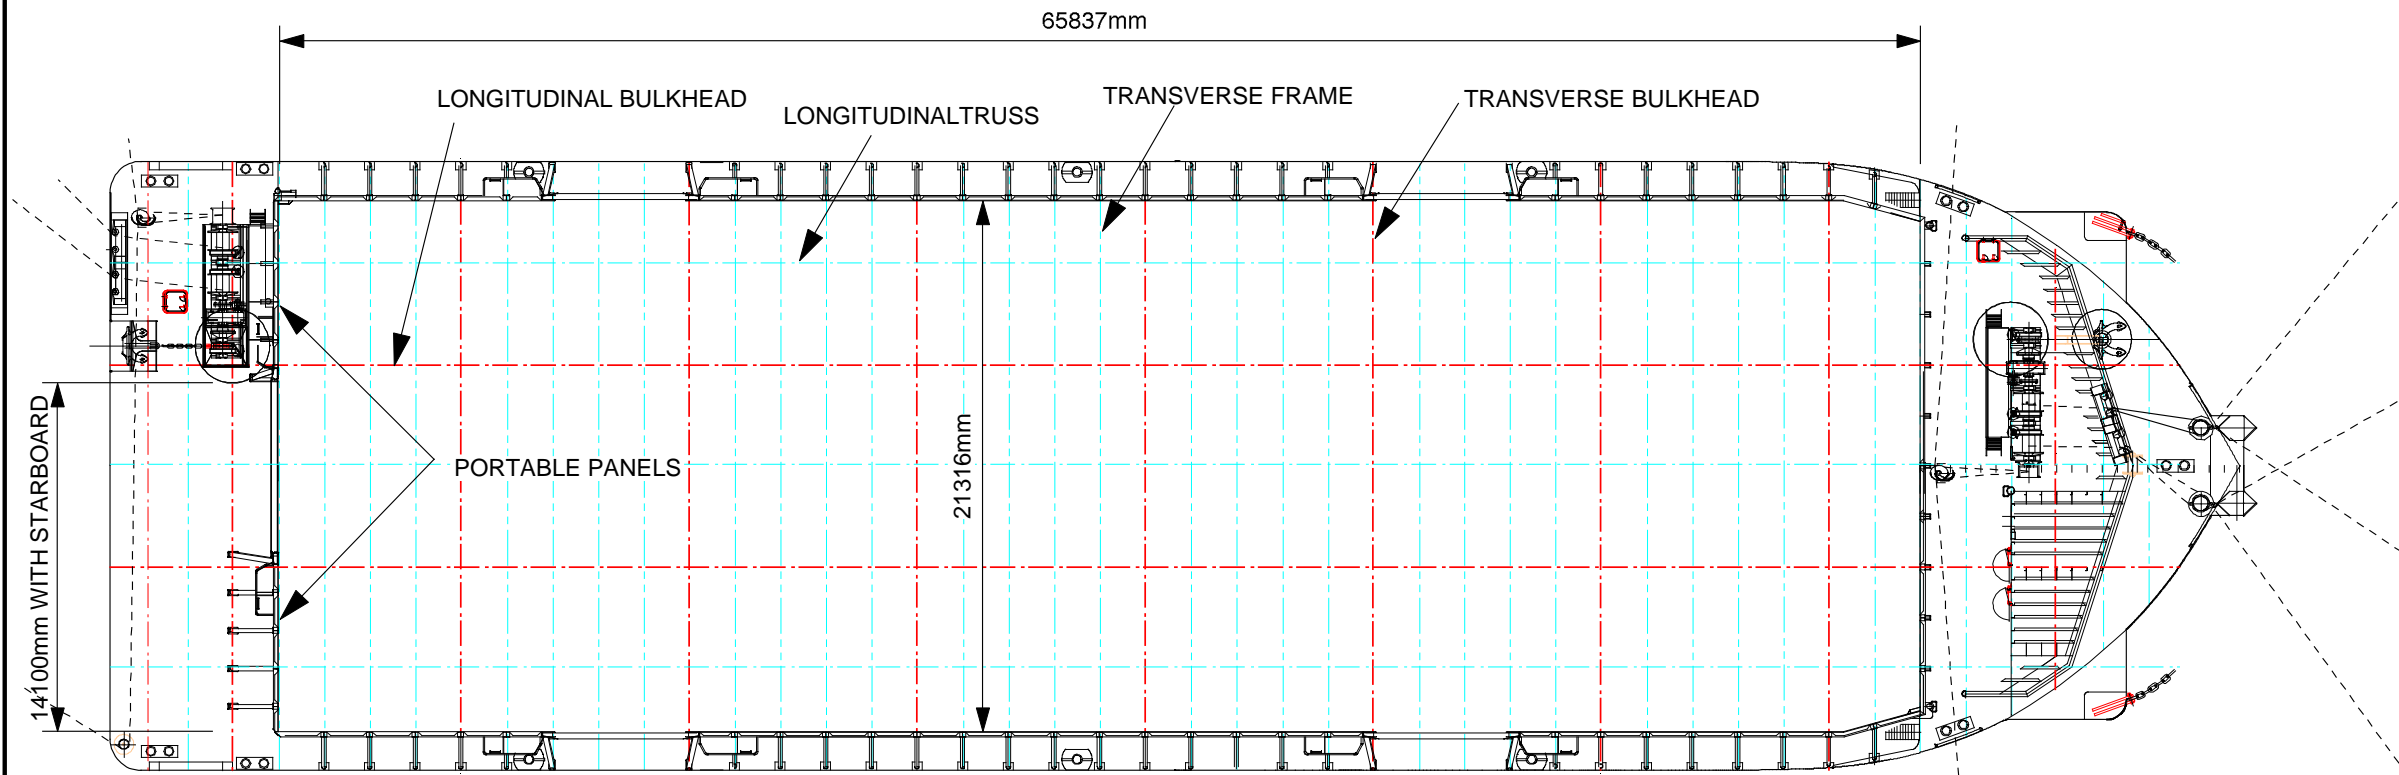 65837mm
LONGITUDINAL BULKHEAD
LONGITUDINALTRUSS
TRANSVERSE FRAME
TRANSVERSE BULKHEAD
PORTABLE PANELS
21316mm
14100mm WITH STARBOARD